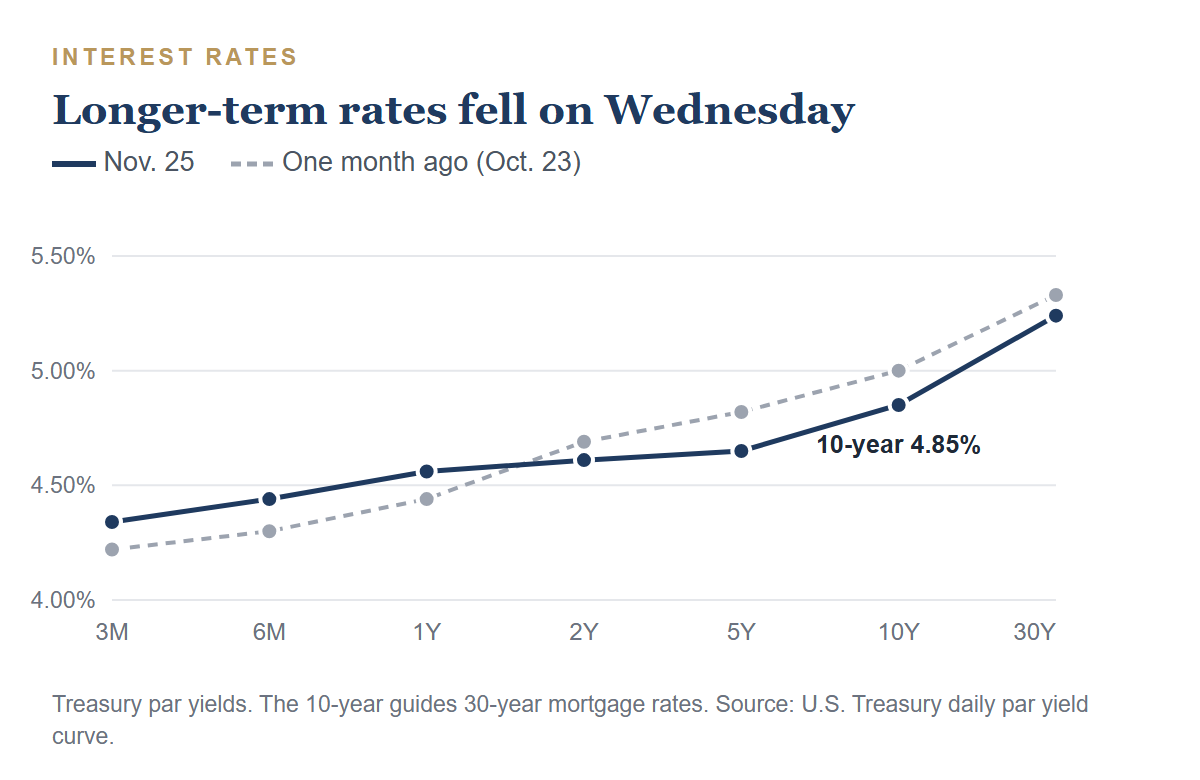 INTEREST RATES
Longer-term rates fell on Wednesday
Nov. 25 One month ago (Oct. 23)
5.50%
5.00%
4.50%
4.00%
10-year 4.85%
3M 6M 1Y 2Y 5Y 10Y 30Y
Treasury par yields. The 10-year guides 30-year mortgage rates. Source: U.S. Treasury daily par yield
curve.